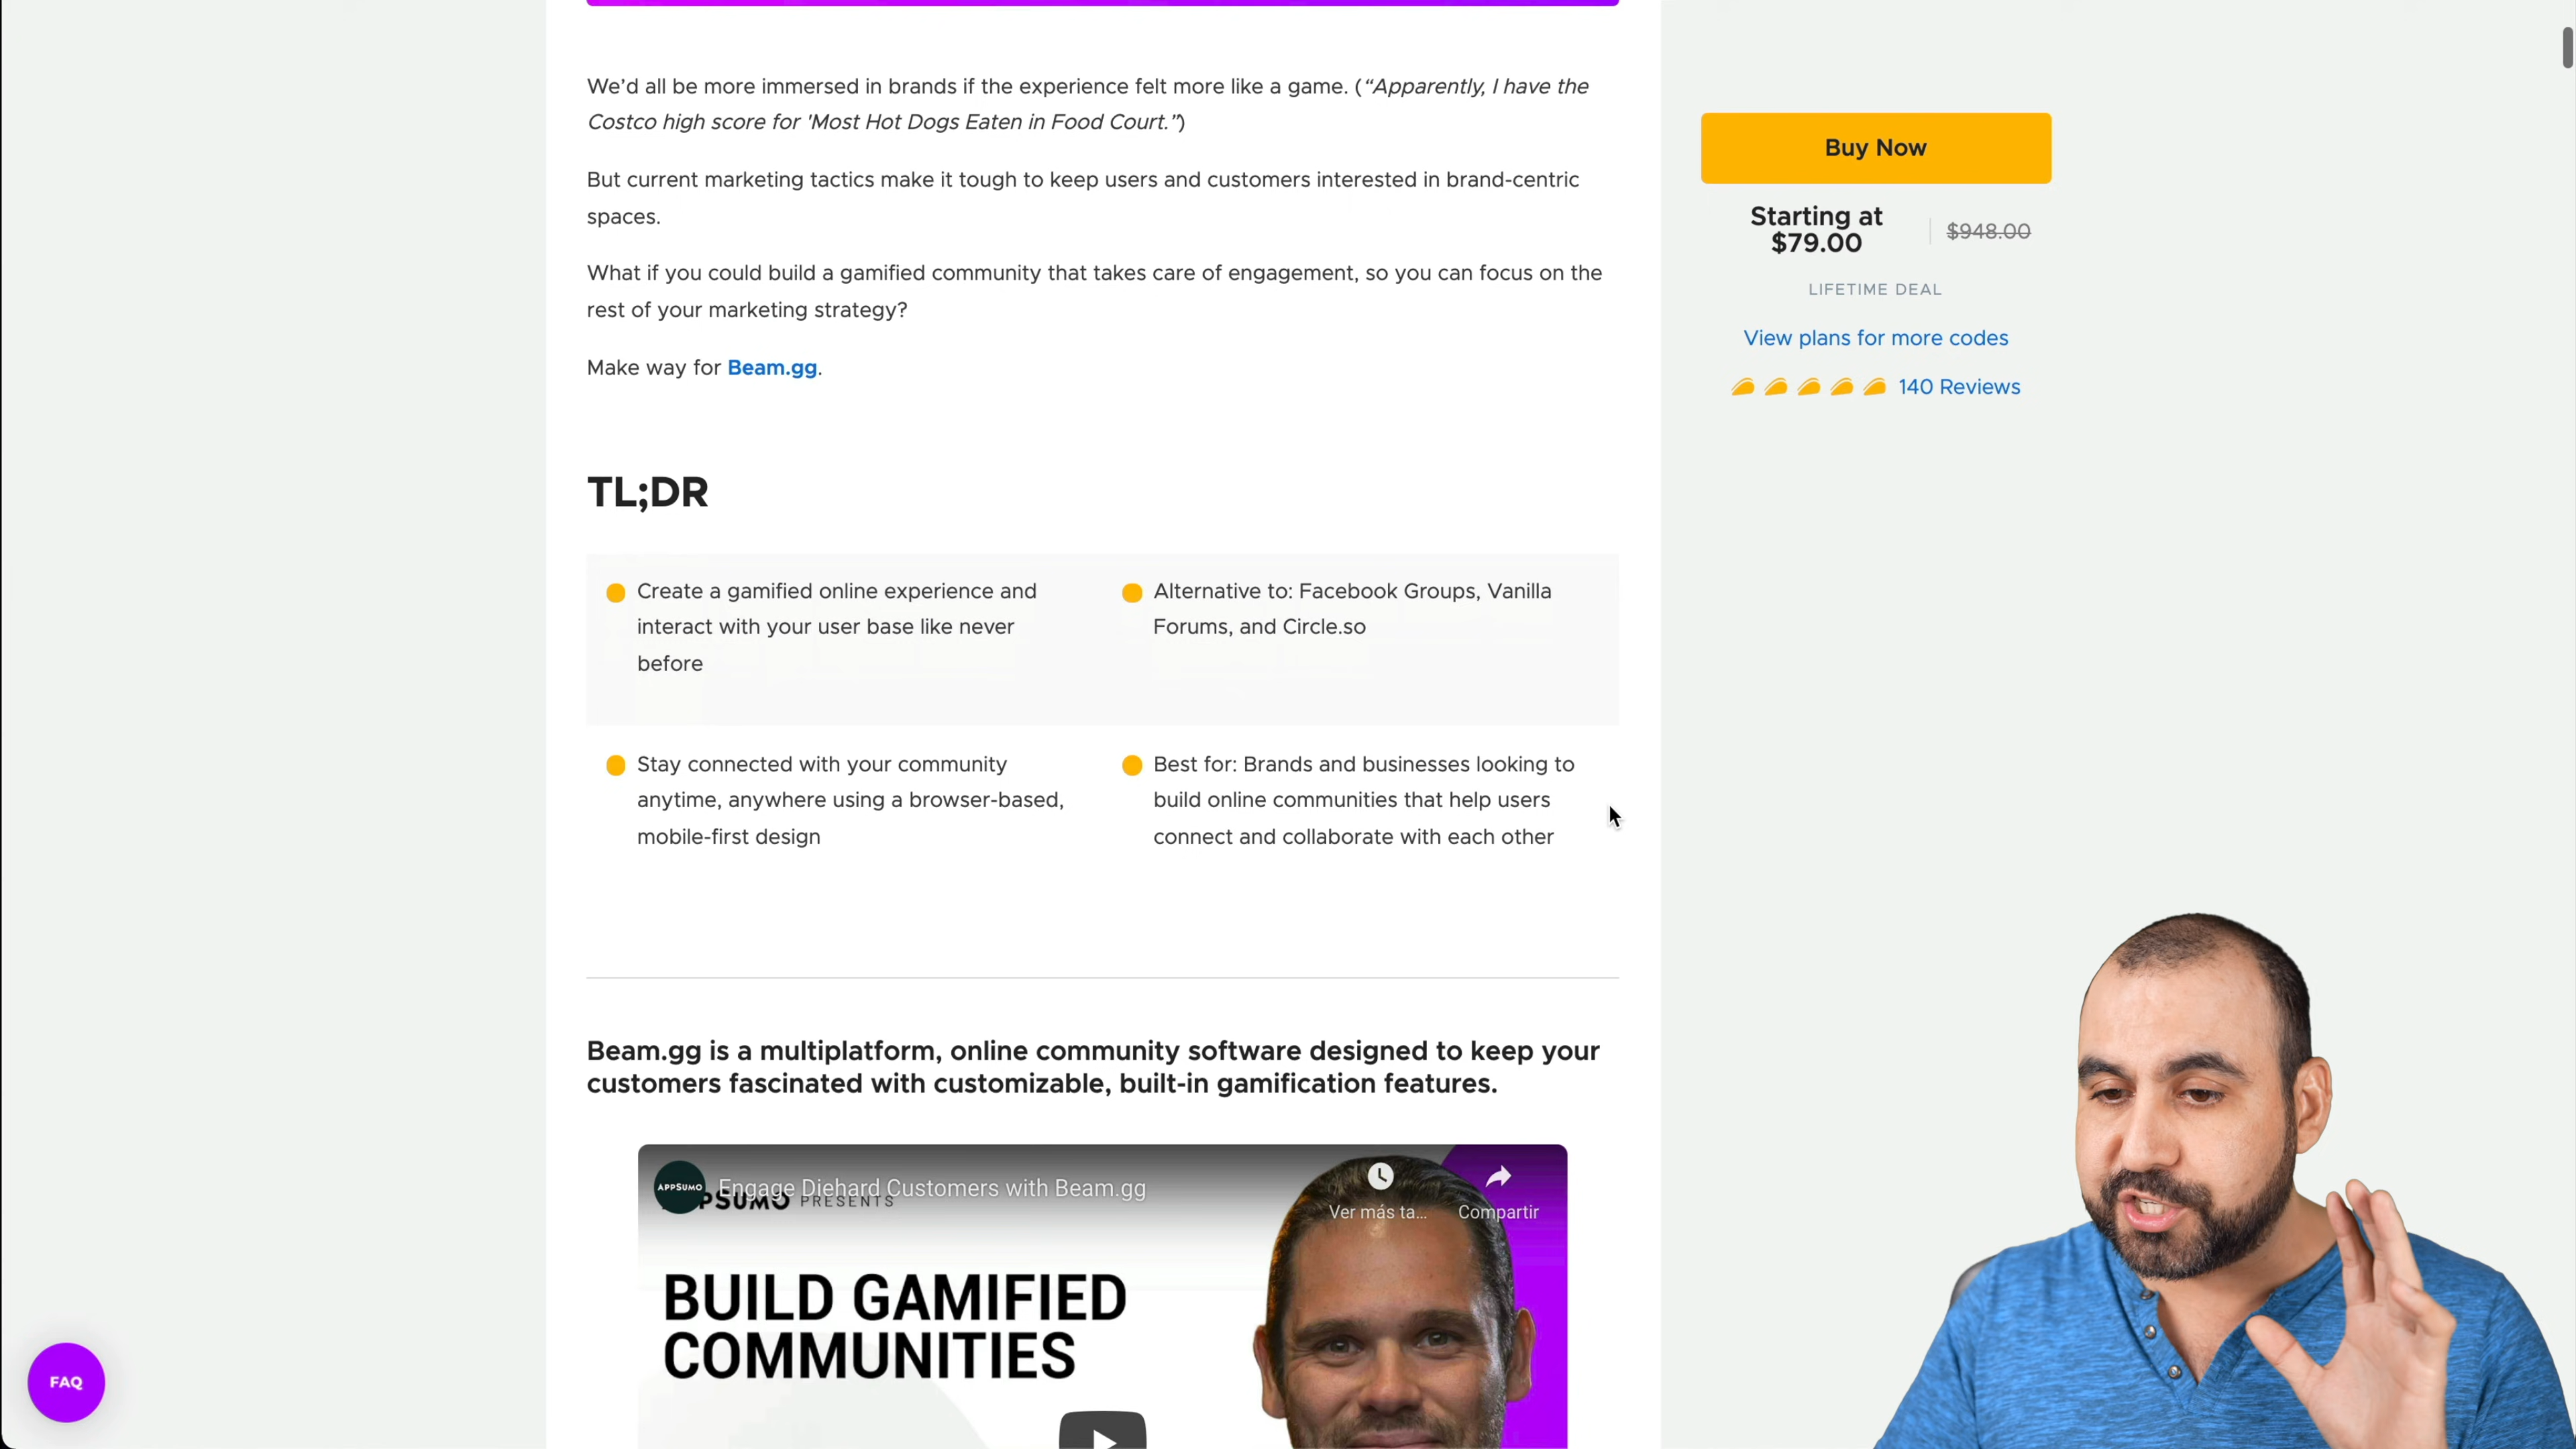 We'd all be more immersed in brands if the experience felt more like a game. (“Apparently, I have the
Costco high score for 'Most Hot Dogs Eaten in Food Court.”)
But current marketing tactics make it tough to keep users and customers interested in brand-centric
spaces.
What if you could build a gamified community that takes care of engagement, so you can focus on the
rest of your marketing strategy?
Make way for Beam.gg.
Buy Now
Starting at
$79.00
$948.00
LIFETIME DEAL
View plans for more codes
140 Reviews
TL;DR
Create a gamified online experience and
interact with your user base like never
before
Alternative to: Facebook Groups, Vanilla
Forums, and Circle.so
Stay connected with your community
anytime, anywhere using a browser-based,
mobile-first design
Best for: Brands and businesses looking to
build online communities that help users
connect and collaborate with each other
Beam.gg is a multiplatform, online community software designed to keep your
customers fascinated with customizable, built-in gamification features.
APPSUMO
Engage Diehard Customers with Beam.gg
PRESENTS
Ver más ta...
Compartir
BUILD GAMIFIED
COMMUNITIES
FAQ